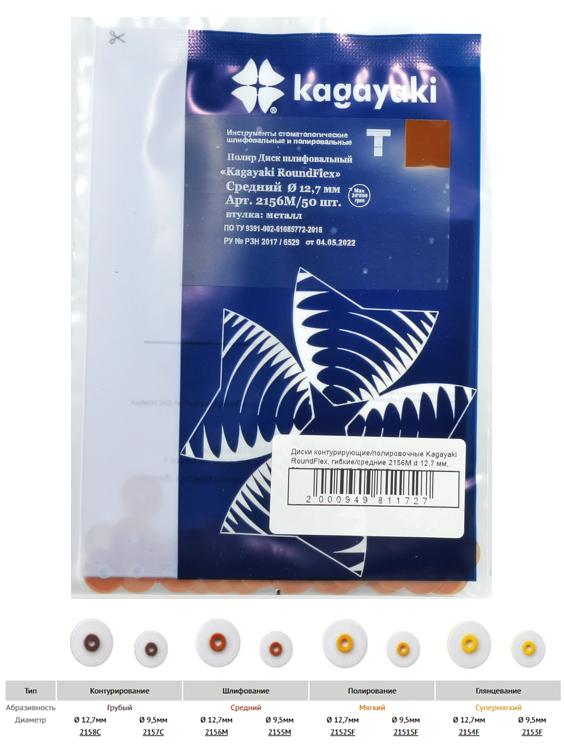 kagayaki
®
Инструменты стоматологические
шлифовальные и полировальные
Полир Диск шлифовальный
«Kagayaki RoundFlex»
Средний Ø 12,7 мм
Арт. 2156М/50 шт.
втулка: металл
ПО ТУ 9391-002-01085772-2016
РУ № РЗН 2017 / 6529 от 04.05.2022
Диски контурирующие/полировочные Kagayaki
RoundFlex, гибкие/средние 2156M d 12,7 мм,
2 000949 811727
Тип Контурирование Шлифование Полирование Глянцевание
Абразивность Грубый Средний Мягкий Супермягкий
Диаметр Ø 12,7мм Ø 9,5мм Ø 12,7мм Ø 9,5мм Ø 12,7мм Ø 9,5мм Ø 12,7мм Ø 9,5мм
2158C 2157C 2156M 2155M 2152SF 2151SF 2154F 2153F